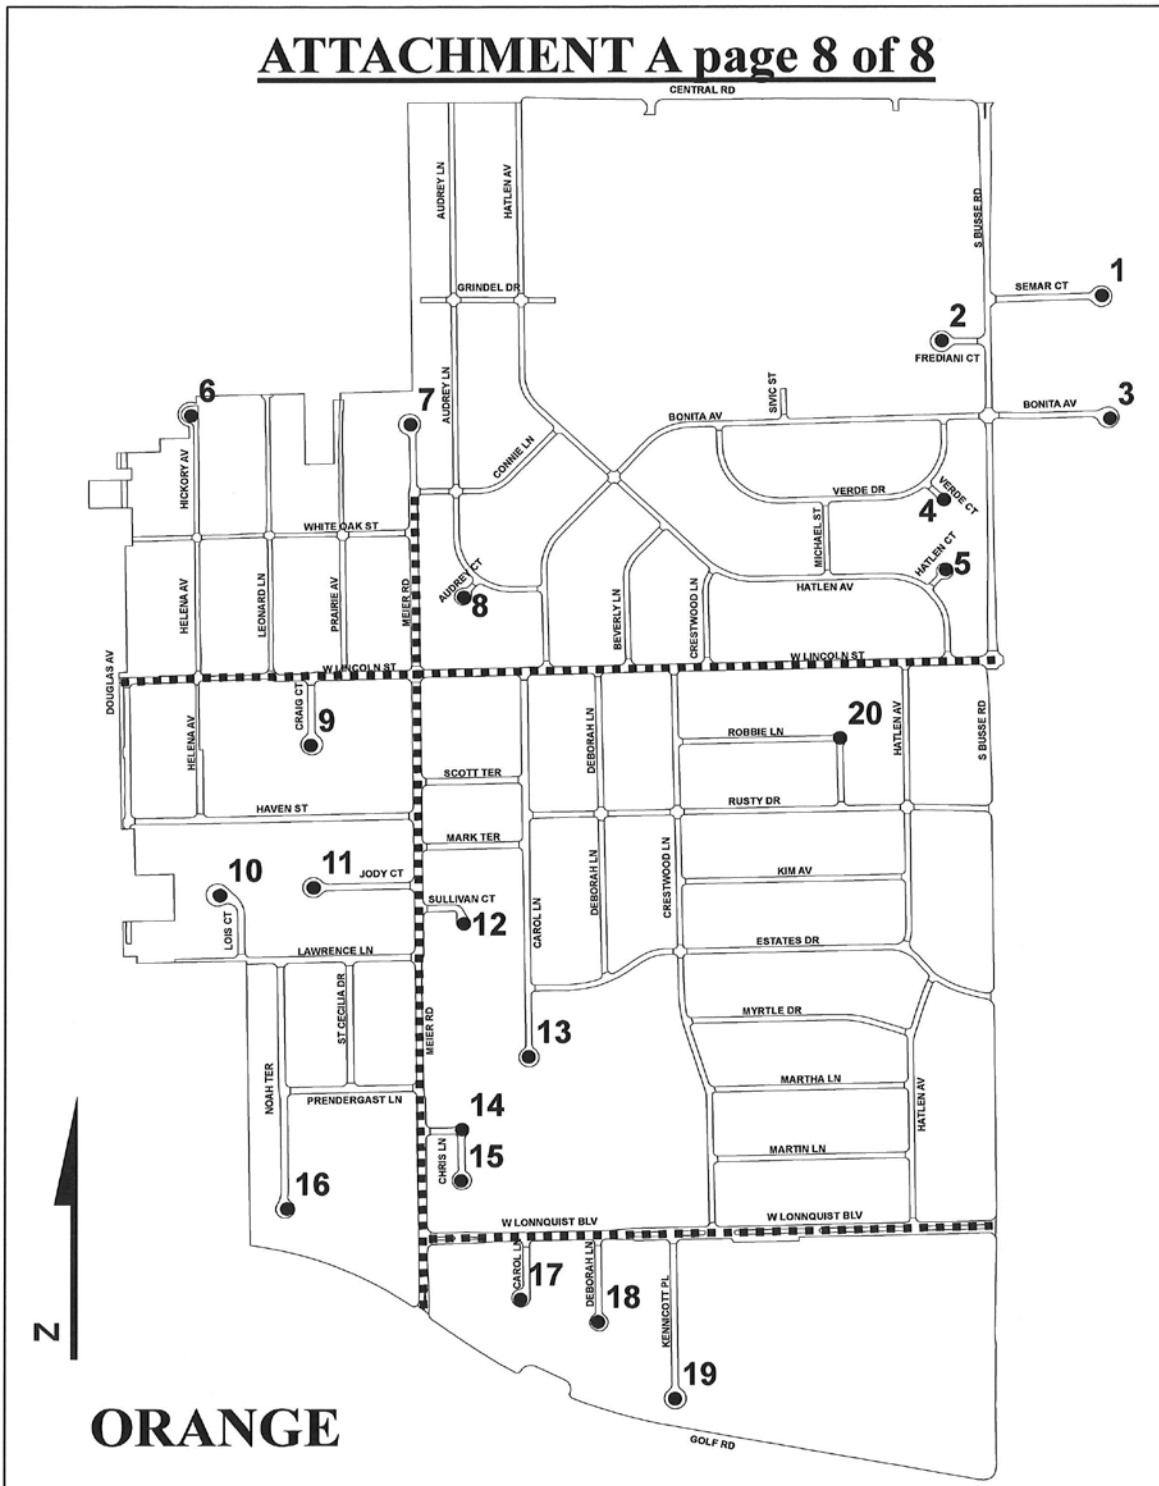 ATTACHMENT A page 8 of 8
CENTRAL RD
AUDREY LN
HATLEN AV
S BUSSE RD
1
SEMAR CT
GRINDEL DR
2
FREDIANI CT
6
7
AUDREY LN
SIVIC ST
BONITA AV
BONITA AV
3
CONNIE LN
HICKORY AV
VERDE DR
VERDE CT
4
WHITE OAK ST
MICHAEL ST
HATLEN CT
5
AUDREY CT
8
HATLEN AV
HELENA AV
LEONARD LN
PRAIRIE AV
MEIER RD
BEVERLY LN
CRESTWOOD LN
W LINCOLN ST
W LINCOLN ST
DOUGLAS AV
CRAIG CT
9
HELENA AV
DEBORAH LN
20
ROBBIE LN
HATLEN AV
S BUSSE RD
SCOTT TER
HAVEN ST
RUSTY DR
MARK TER
10
11
JODY CT
SULLIVAN CT
12
CAROL LN
DEBORAH LN
CRESTWOOD LN
KIM AV
LOIS CT
LAWRENCE LN
ESTATES DR
ST CECILIA DR
MEIER RD
MYRTLE DR
13
NOAH TER
PRENDERGAST LN
MARTHA LN
HATLEN AV
14
CHRIS LN
15
MARTIN LN
16
W LONNQUIST BLV
W LONNQUIST BLV
CAROL LN
17
DEBORAH LN
18
KENNICOTT PL
19
N
ORANGE
GOLF RD